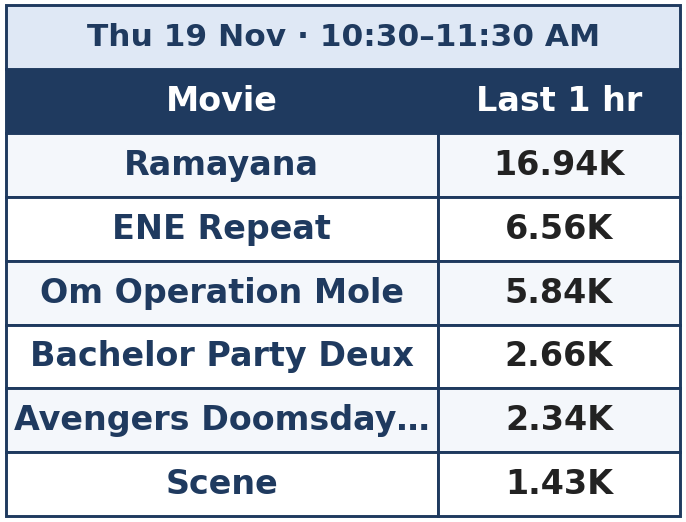 Thu 19 Nov · 10:30–11:30 AM
Movie Last 1 hr
Ramayana 16.94K
ENE Repeat 6.56K
Om Operation Mole 5.84K
Bachelor Party Deux 2.66K
Avengers Doomsday… 2.34K
Scene 1.43K